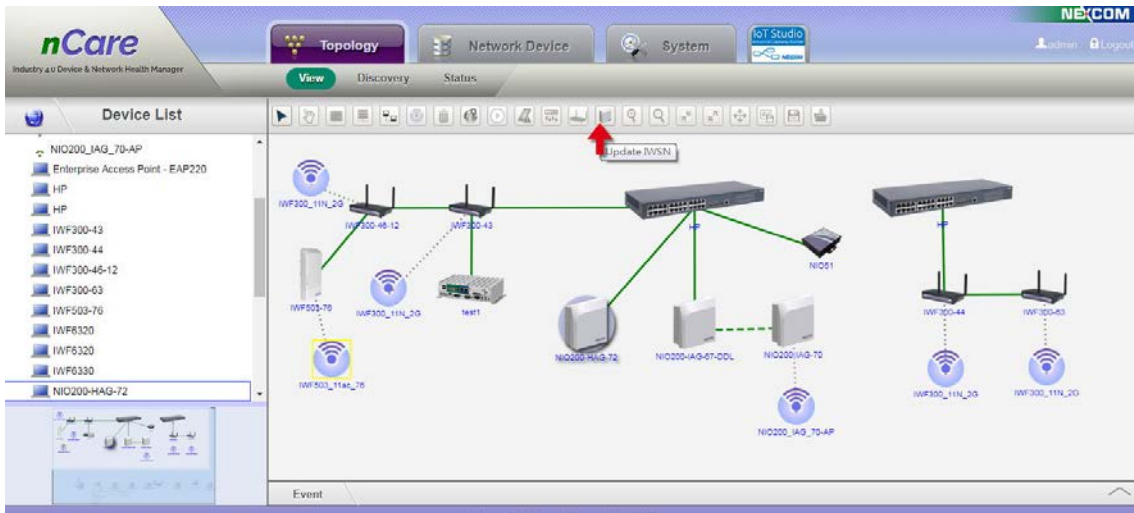 NEXCOM
nCare
Industry 4.0 Device & Network Health Manager
Topology
Network Device
System
IoT Studio
NEXCOM
admin
Logout
View
Discovery
Status
Device List
NIO200_IAG_70-AP
Enterprise Access Point - EAP220
HP
HP
IWF300-43
IWF300-44
IWF300-46-12
IWF300-63
IWF503-76
IWF6320
IWF6320
IWF6330
NIO200-HAG-72
Update IWSN
IWF300_11N_2G
IWF300-46-12
IWF300-43
HP
HP
NIO51
IWF503-76
IWF300_11N_2G
test1
IWF300-44
IWF300-63
NIO200-HAG-72
NIO200-IAG-67-DDL
NIO200-IAG-70
IWF503_11ac_76
IWF300_11N_2G
IWF300_11N_2G
NIO200_IAG_70-AP
Event